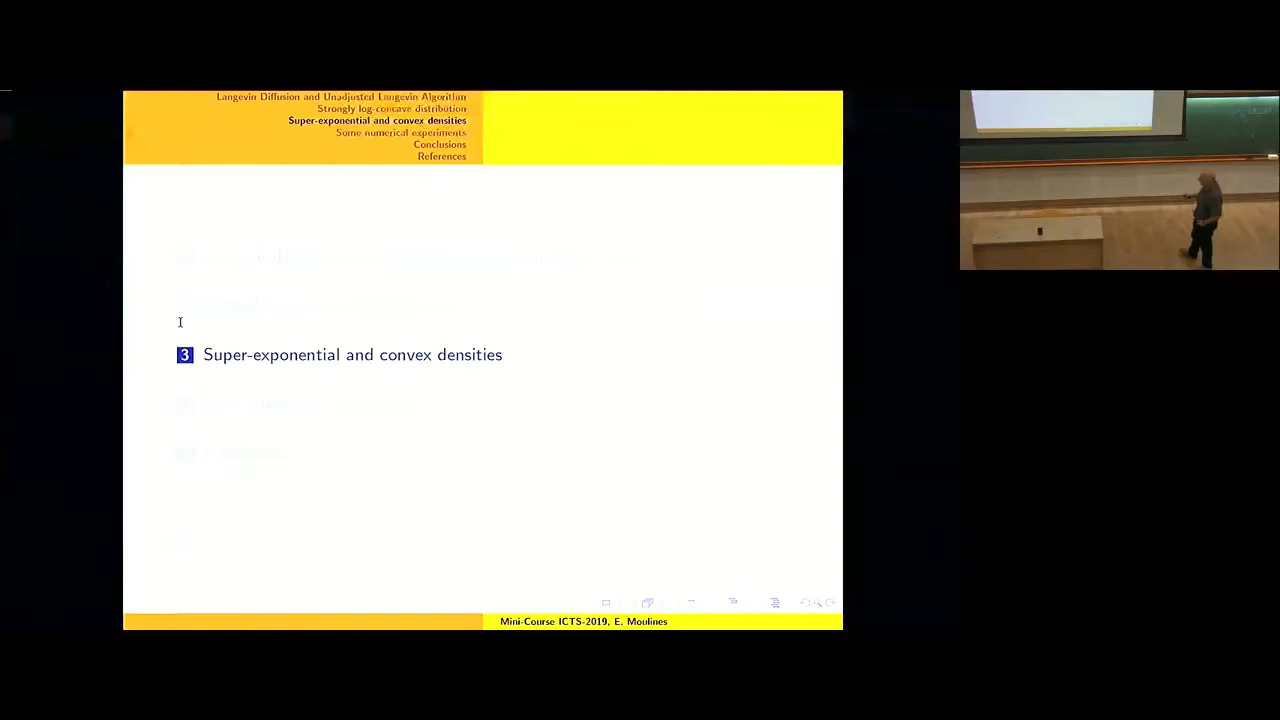 Langevin Diffusion and Unadjusted Langevin Algorithm
Strongly log-concave distribution
Super-exponential and convex densities
Some numerical experiments
Conclusions
References
3 Super-exponential and convex densities
Mini-Course ICTS-2019, E. Moulines